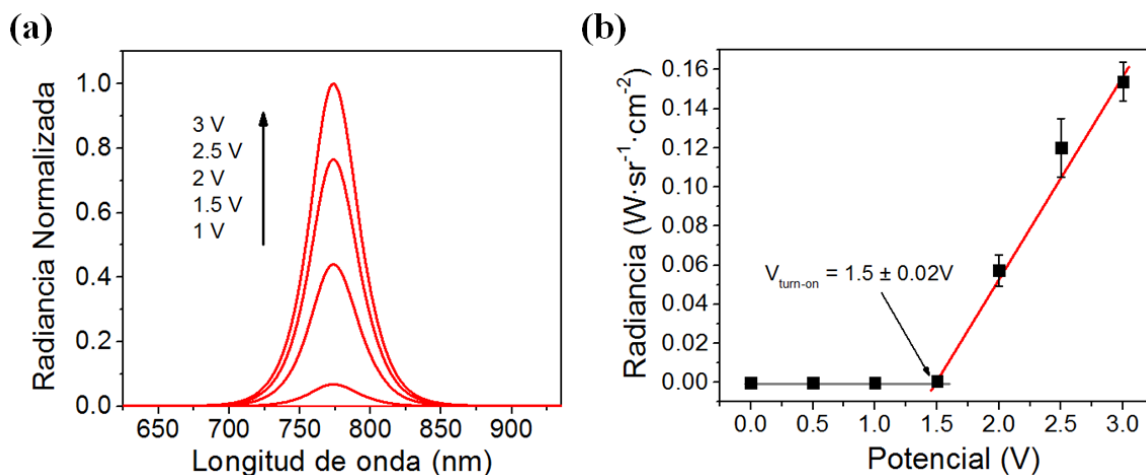 (a)
Radiancia Normalizada
1.0
0.8
0.6
0.4
0.2
0.0
3 V
2.5 V
2 V
1.5 V
1 V
650 700 750 800 850 900
Longitud de onda (nm)
(b)
Radiancia (W·sr⁻¹·cm⁻²)
0.16
0.14
0.12
0.10
0.08
0.06
0.04
0.02
0.00
V_turn-on = 1.5 ± 0.02V
0.0 0.5 1.0 1.5 2.0 2.5 3.0
Potencial (V)